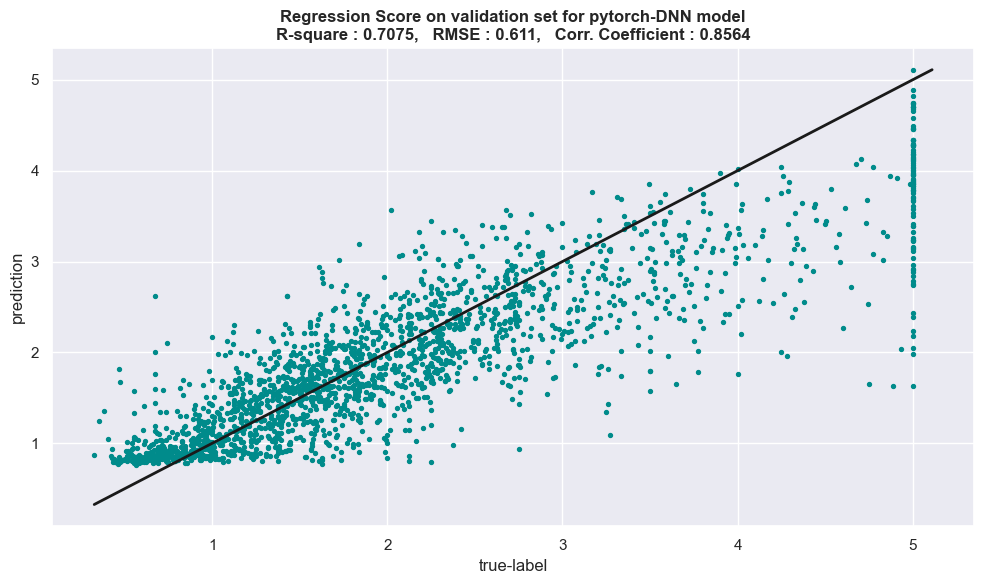 Regression Score on validation set for pytorch-DNN model
R-square : 0.7075,   RMSE : 0.611,   Corr. Coefficient : 0.8564
5
4
3
2
1
prediction
1 2 3 4 5
true-label